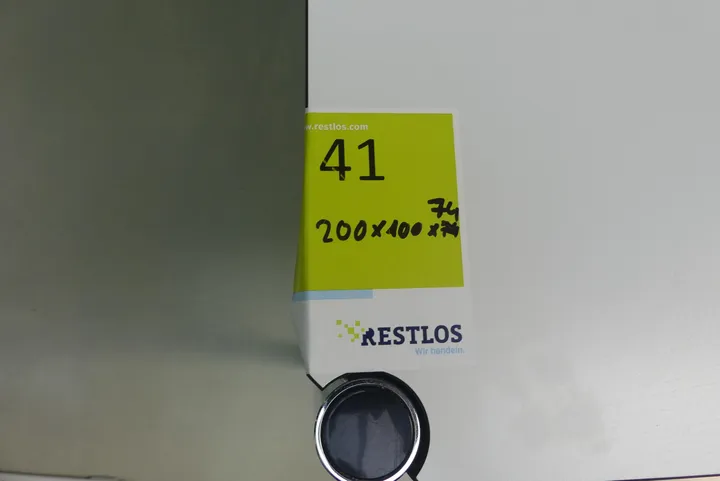 w.restlos.com
41
74
200x100x
RESTLOS
Wir handeln.